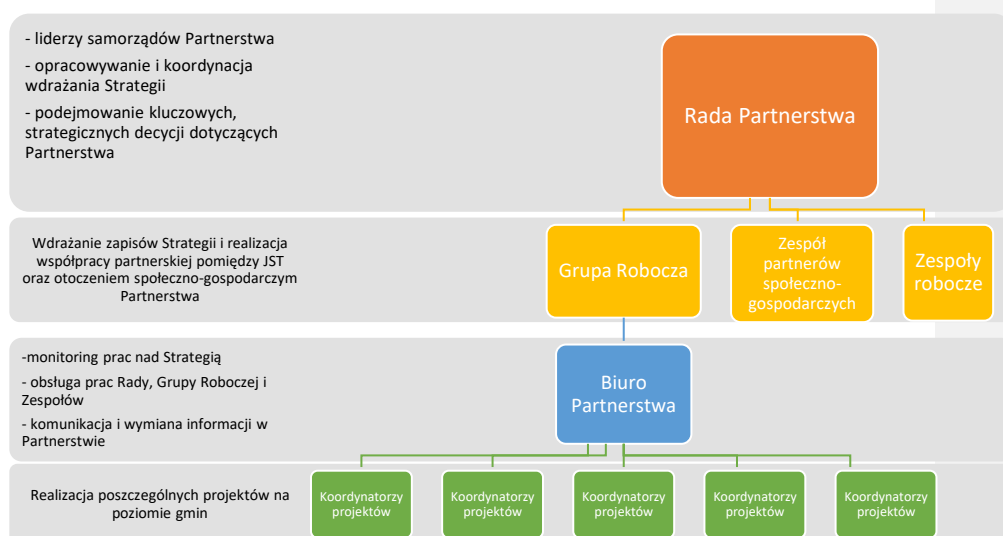 - liderzy samorządów Partnerstwa
- opracowywanie i koordynacja
wdrażania Strategii
- podejmowanie kluczowych,
strategicznych decycji dotyczących
Partnerstwa
Rada Partnerstwa
Wdrażanie zapisów Strategii i realizacja
współpracy partnerskiej pomiędzy JST
oraz otoczeniem społeczno-gospodarczym
Partnerstwa
Grupa Robocza
Zespół
partnerów
społeczno-
gospodarczych
Zespoły
robocze
-monitoring prac nad Strategią
- obsługa prac Rady, Grupy Roboczej i
Zespołów
- komunikacja i wymiana informacji w
Partnerstwie
Biuro
Partnerstwa
Realizacja poszczególnych projektów na
poziomie gmin
Koordynatorzy
projektów
Koordynatorzy
projektów
Koordynatorzy
projektów
Koordynatorzy
projektów
Koordynatorzy
projektów